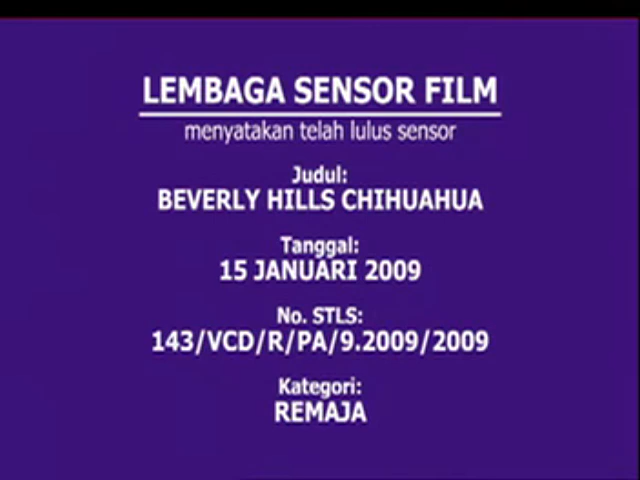 LEMBAGA SENSOR FILM
menyatakan telah lulus sensor
Judul:
BEVERLY HILLS CHIHUAHUA
Tanggal:
15 JANUARI 2009
No. STLS:
143/VCD/R/PA/9.2009/2009
Kategori:
REMAJA